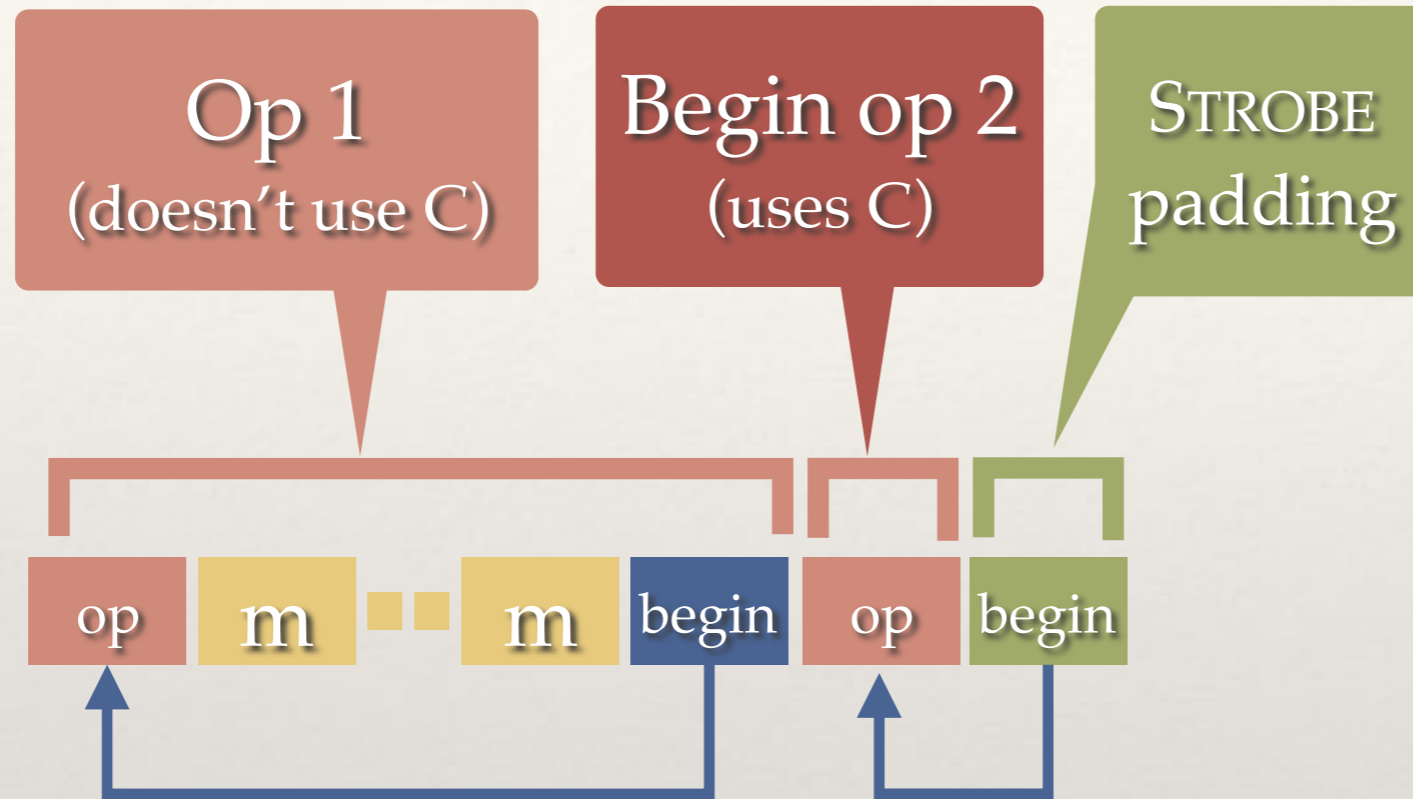 Op 1
(doesn’t use C)
Begin op 2
(uses C)
STROBE
padding
op m m begin op begin